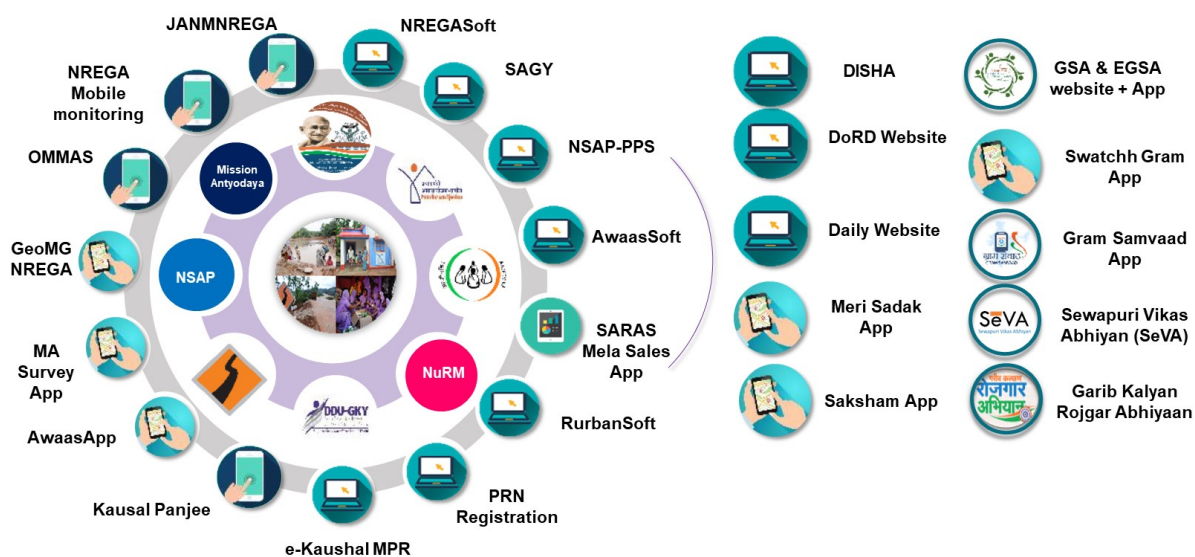 JANMNREGA
NREGASoft
SAGY
NREGA
Mobile
monitoring
OMMAS
NSAP-PPS
GeoMG
NREGA
AwaasSoft
MA
Survey
App
SARAS
Mela Sales
App
AwaasApp
RurbanSoft
Kausal Panjee
PRN
Registration
e-Kaushal MPR
Mission
Antyodaya
NSAP
NuRM
DDU-GKY
DISHA
GSA & EGSA
website + App
DoRD Website
Swatchh Gram
App
Daily Website
ग्राम संवाद
Gram Samvaad
App
Meri Sadak
App
SeVA
Sewapuri Vikas Abhiyan
Sewapuri Vikas
Abhiyan (SeVA)
Saksham App
गरीब कल्याण
रोजगार
अभियान
Garib Kalyan
Rojgar Abhiyaan